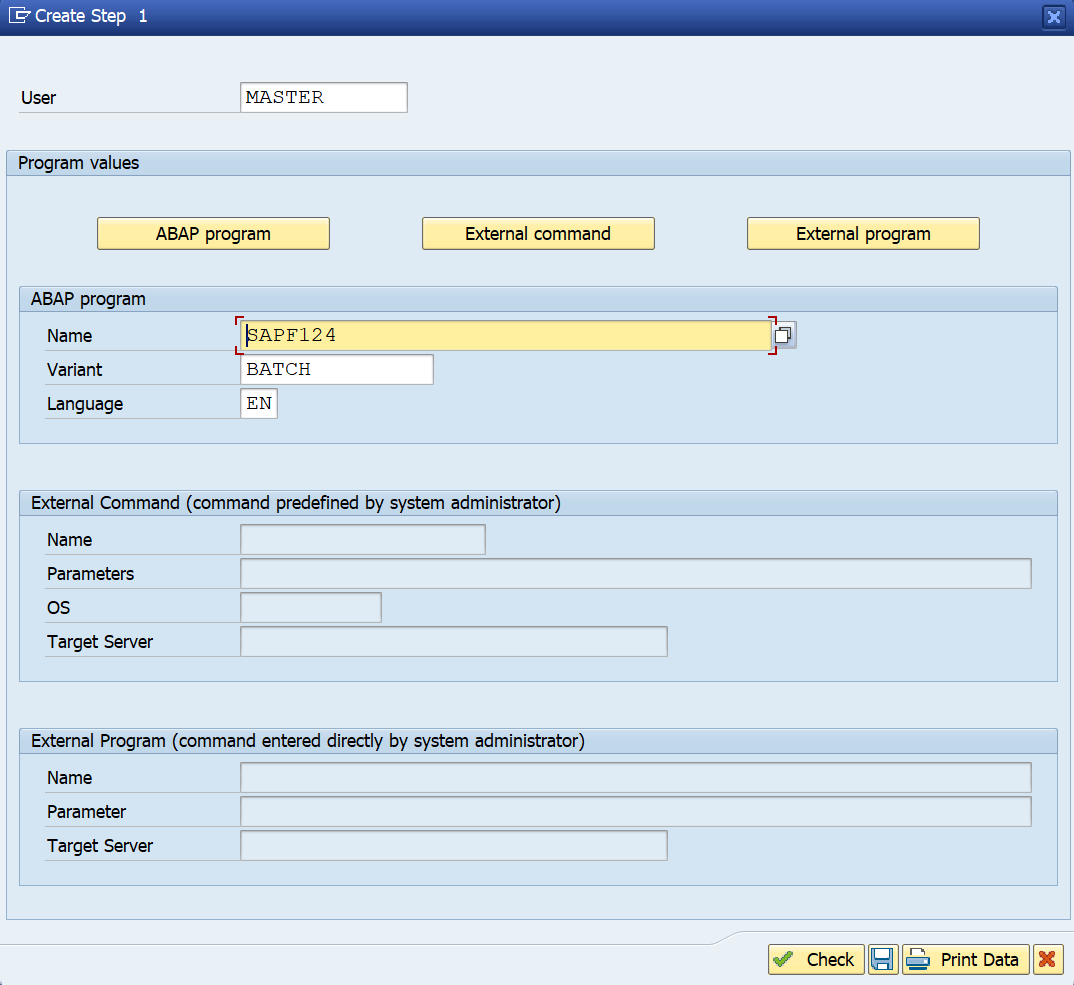 Create Step 1
User MASTER
Program values
ABAP program External command External program
ABAP program
Name SAPF124
Variant BATCH
Language EN
External Command (command predefined by system administrator)
Name
Parameters
OS
Target Server
External Program (command entered directly by system administrator)
Name
Parameter
Target Server
Check Print Data